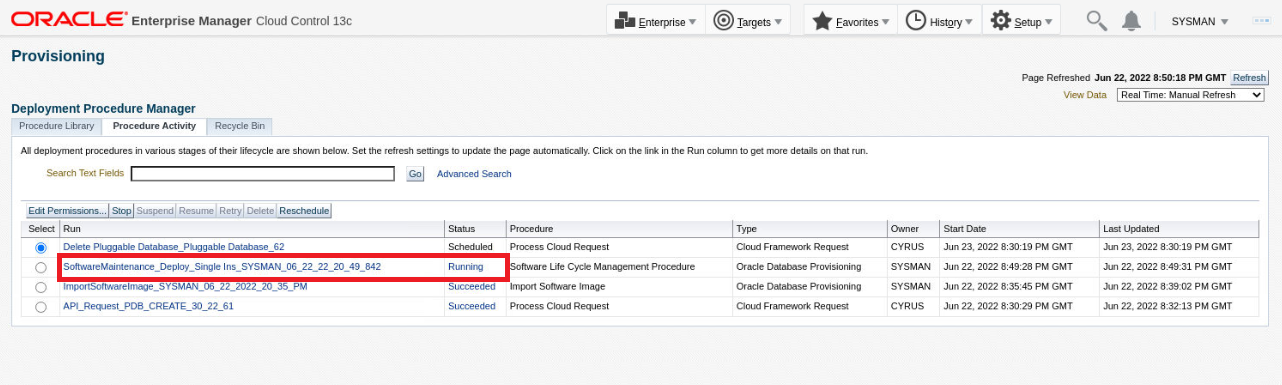 ORACLE Enterprise Manager Cloud Control 13c Enterprise Targets Favorites History Setup SYSMAN
Provisioning
Page Refreshed Jun 22, 2022 8:50:18 PM GMT Refresh
View Data Real Time: Manual Refresh
Deployment Procedure Manager
Procedure Library Procedure Activity Recycle Bin
All deployment procedures in various stages of their lifecycle are shown below. Set the refresh settings to update the page automatically. Click on the link in the Run column to get more details on that run.
Search Text Fields Go Advanced Search
Edit Permissions... Stop Suspend Resume Retry Delete Reschedule
Select Run Status Procedure Type Owner Start Date Last Updated
Delete Pluggable Database_Pluggable Database_62 Scheduled Process Cloud Request Cloud Framework Request CYRUS Jun 23, 2022 8:30:19 PM GMT Jun 23, 2022 8:30:19 PM GMT
SoftwareMaintenance_Deploy_Single Ins_SYSMAN_06_22_22_20_49_842 Running Software Life Cycle Management Procedure Oracle Database Provisioning SYSMAN Jun 22, 2022 8:49:28 PM GMT Jun 22, 2022 8:49:31 PM GMT
ImportSoftwareImage_SYSMAN_06_22_2022_20_35_PM Succeeded Import Software Image Oracle Database Provisioning SYSMAN Jun 22, 2022 8:35:45 PM GMT Jun 22, 2022 8:39:02 PM GMT
API_Request_PDB_CREATE_30_22_61 Succeeded Process Cloud Request Cloud Framework Request CYRUS Jun 22, 2022 8:30:29 PM GMT Jun 22, 2022 8:32:13 PM GMT